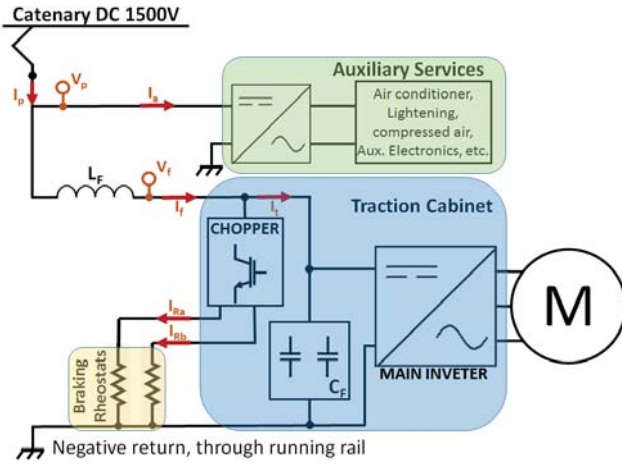 Catenary DC 1500V
Auxiliary Services
Vp
Ip
Ia
Air conditioner,
Lightening,
compressed air,
Aux. Electronics, etc.
LF
Vf
If
It
Traction Cabinet
CHOPPER
IRa
IRb
M
Braking
Rheostats
CF
MAIN INVETER
Negative return, through running rail